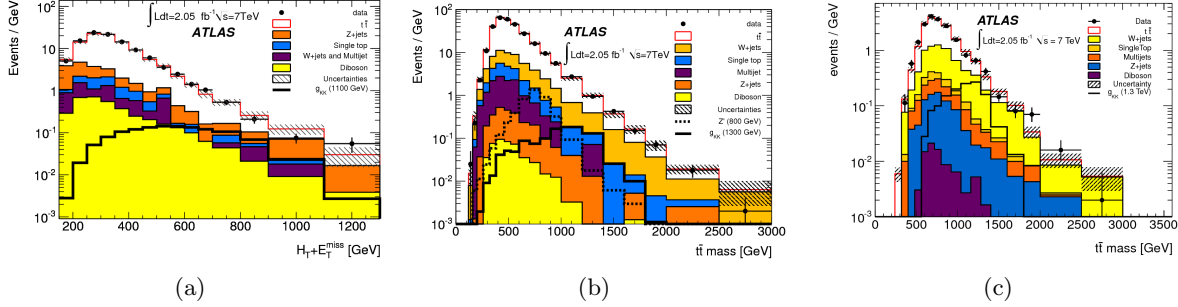 Events / GeV
10³
10²
10
1
10⁻¹
10⁻²
10⁻³
∫ Ldt=2.05 fb⁻¹ √s=7TeV
ATLAS
data
t t̄
Z+jets
Single top
W+jets and Multijet
Diboson
Uncertainties
g_KK (1100 GeV)
200 400 600 800 1000 1200
H_T+E_T^miss [GeV]
(a)
Events / GeV
10²
10
1
10⁻¹
10⁻²
10⁻³
ATLAS
∫ Ldt=2.05 fb⁻¹ √s=7TeV
data
tt̄
W+jets
Single top
Multijet
Z+jets
Diboson
Uncertainties
Z' (800 GeV)
g_KK (1300 GeV)
0 500 1000 1500 2000 2500 3000
tt̄ mass [GeV]
(b)
events / GeV
1
10⁻¹
10⁻²
10⁻³
ATLAS
∫ Ldt=2.05 fb⁻¹ √s = 7 TeV
Data
t t̄
W+jets
SingleTop
Multijets
Z+jets
Diboson
Uncertainty
g_KK (1.3 TeV)
0 500 1000 1500 2000 2500 3000 3500
tt̄ mass [GeV]
(c)